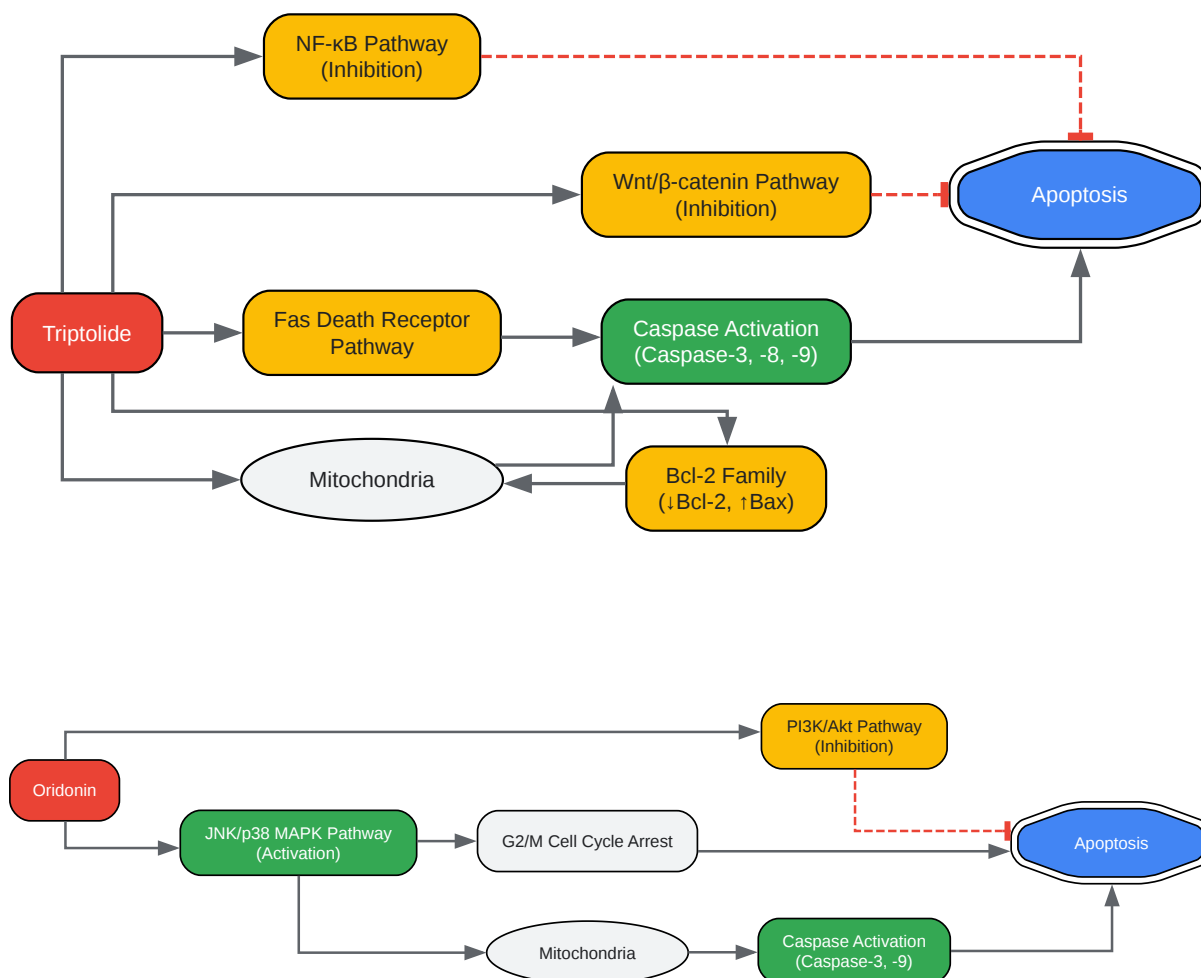 NF-κB Pathway
(Inhibition)
Wnt/β-catenin Pathway
(Inhibition)
Apoptosis
Triptolide
Fas Death Receptor
Pathway
Caspase Activation
(Caspase-3, -8, -9)
Mitochondria
Bcl-2 Family
(↓Bcl-2, ↑Bax)
PI3K/Akt Pathway
(Inhibition)
Oridonin
JNK/p38 MAPK Pathway
(Activation)
G2/M Cell Cycle Arrest
Apoptosis
Mitochondria
Caspase Activation
(Caspase-3, -9)